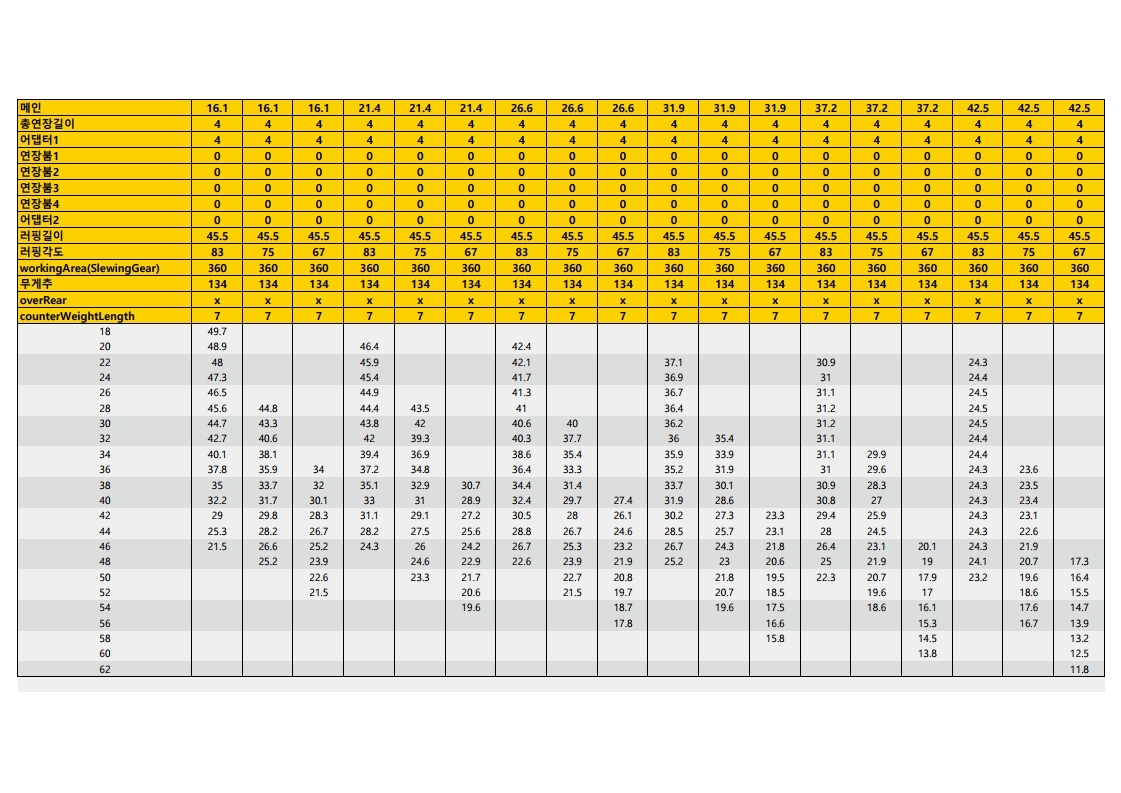 메인 16.1 16.1 16.1 21.4 21.4 21.4 26.6 26.6 26.6 31.9 31.9 31.9 37.2 37.2 37.2 42.5 42.5 42.5
총연장길이 4 4 4 4 4 4 4 4 4 4 4 4 4 4 4 4 4 4
어댑터1 4 4 4 4 4 4 4 4 4 4 4 4 4 4 4 4 4 4
연장붐1 0 0 0 0 0 0 0 0 0 0 0 0 0 0 0 0 0 0
연장붐2 0 0 0 0 0 0 0 0 0 0 0 0 0 0 0 0 0 0
연장붐3 0 0 0 0 0 0 0 0 0 0 0 0 0 0 0 0 0 0
연장붐4 0 0 0 0 0 0 0 0 0 0 0 0 0 0 0 0 0 0
어댑터2 0 0 0 0 0 0 0 0 0 0 0 0 0 0 0 0 0 0
러핑길이 45.5 45.5 45.5 45.5 45.5 45.5 45.5 45.5 45.5 45.5 45.5 45.5 45.5 45.5 45.5 45.5 45.5 45.5
러핑각도 83 75 67 83 75 67 83 75 67 83 75 67 83 75 67 83 75 67
workingArea(SlewingGear) 360 360 360 360 360 360 360 360 360 360 360 360 360 360 360 360 360 360
무게추 134 134 134 134 134 134 134 134 134 134 134 134 134 134 134 134 134 134
overRear x x x x x x x x x x x x x x x x x x
counterWeightLength 7 7 7 7 7 7 7 7 7 7 7 7 7 7 7 7 7 7
18 49.7
20 48.9 46.4 42.4
22 48 45.9 42.1 37.1 30.9 24.3
24 47.3 45.4 41.7 36.9 31 24.4
26 46.5 44.9 41.3 36.7 31.1 24.5
28 45.6 44.8 44.4 43.5 41 36.4 31.2 24.5
30 44.7 43.3 43.8 42 40.6 40 36.2 31.2 24.5
32 42.7 40.6 42 39.3 40.3 37.7 36 35.4 31.1 24.4
34 40.1 38.1 39.4 36.9 38.6 35.4 35.9 33.9 31.1 29.9 24.4
36 37.8 35.9 34 37.2 34.8 36.4 33.3 35.2 31.9 31 29.6 24.3 23.6
38 35 33.7 32 35.1 32.9 30.7 34.4 31.4 33.7 30.1 30.9 28.3 24.3 23.5
40 32.2 31.7 30.1 33 31 28.9 32.4 29.7 27.4 31.9 28.6 30.8 27 24.3 23.4
42 29 29.8 28.3 31.1 29.1 27.2 30.5 28 26.1 30.2 27.3 23.3 29.4 25.9 24.3 23.1
44 25.3 28.2 26.7 28.2 27.5 25.6 28.8 26.7 24.6 28.5 25.7 23.1 28 24.5 24.3 22.6
46 21.5 26.6 25.2 24.3 26 24.2 26.7 25.3 23.2 26.7 24.3 21.8 26.4 23.1 20.1 24.3 21.9
48 25.2 23.9 24.6 22.9 22.6 23.9 21.9 25.2 23 20.6 25 21.9 19 24.1 20.7 17.3
50 22.6 23.3 21.7 22.7 20.8 21.8 19.5 22.3 20.7 17.9 23.2 19.6 16.4
52 21.5 20.6 21.5 19.7 20.7 18.5 19.6 17 18.6 15.5
54 19.6 18.7 19.6 17.5 18.6 16.1 17.6 14.7
56 17.8 16.6 15.3 16.7 13.9
58 15.8 14.5 13.2
60 13.8 12.5
62 11.8